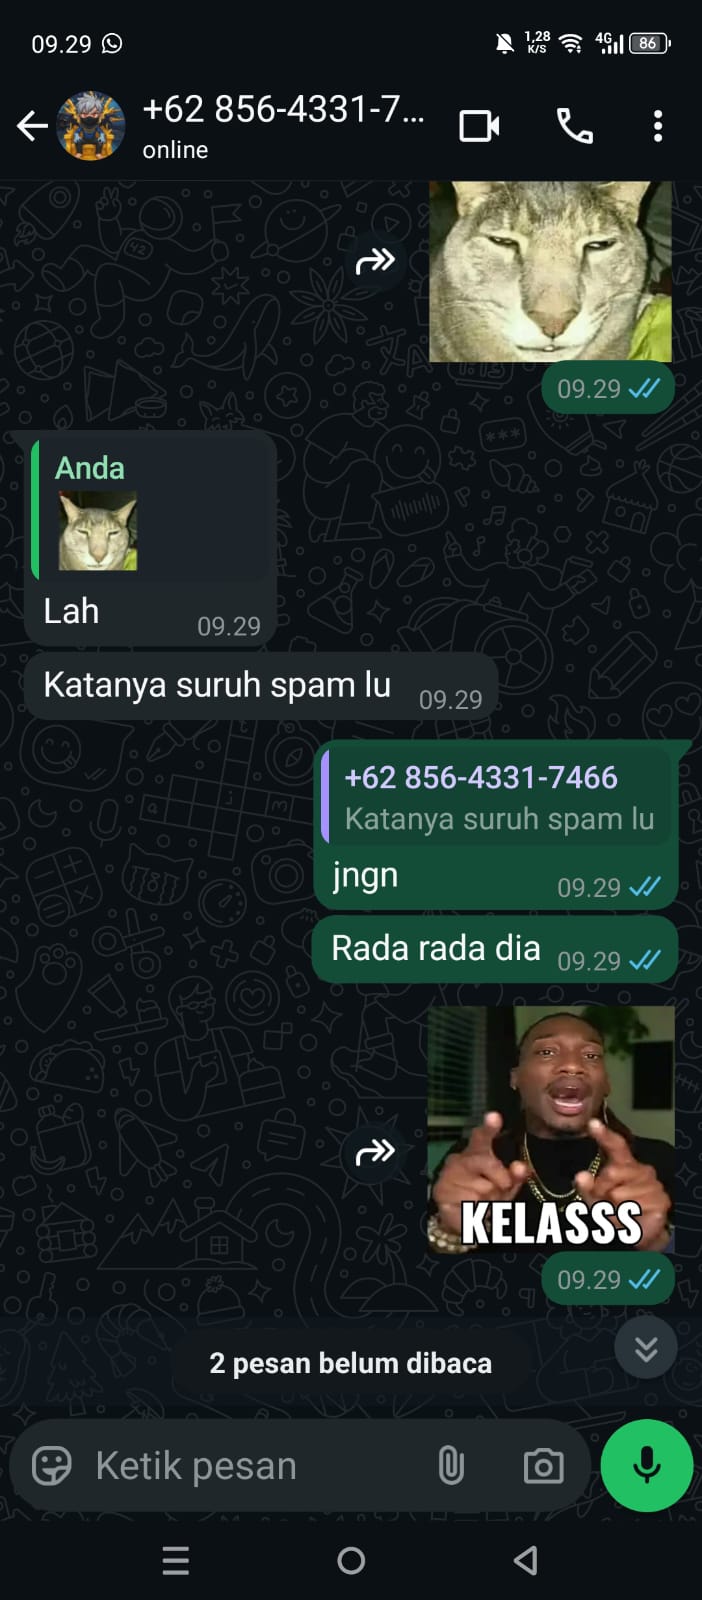 09.29
1,28
K/S
4G
86
+62 856-4331-7...
online
09.29
Anda
Lah
09.29
Katanya suruh spam lu
09.29
+62 856-4331-7466
Katanya suruh spam lu
jngn
09.29
Rada rada dia
09.29
KELASSS
09.29
2 pesan belum dibaca
Ketik pesan